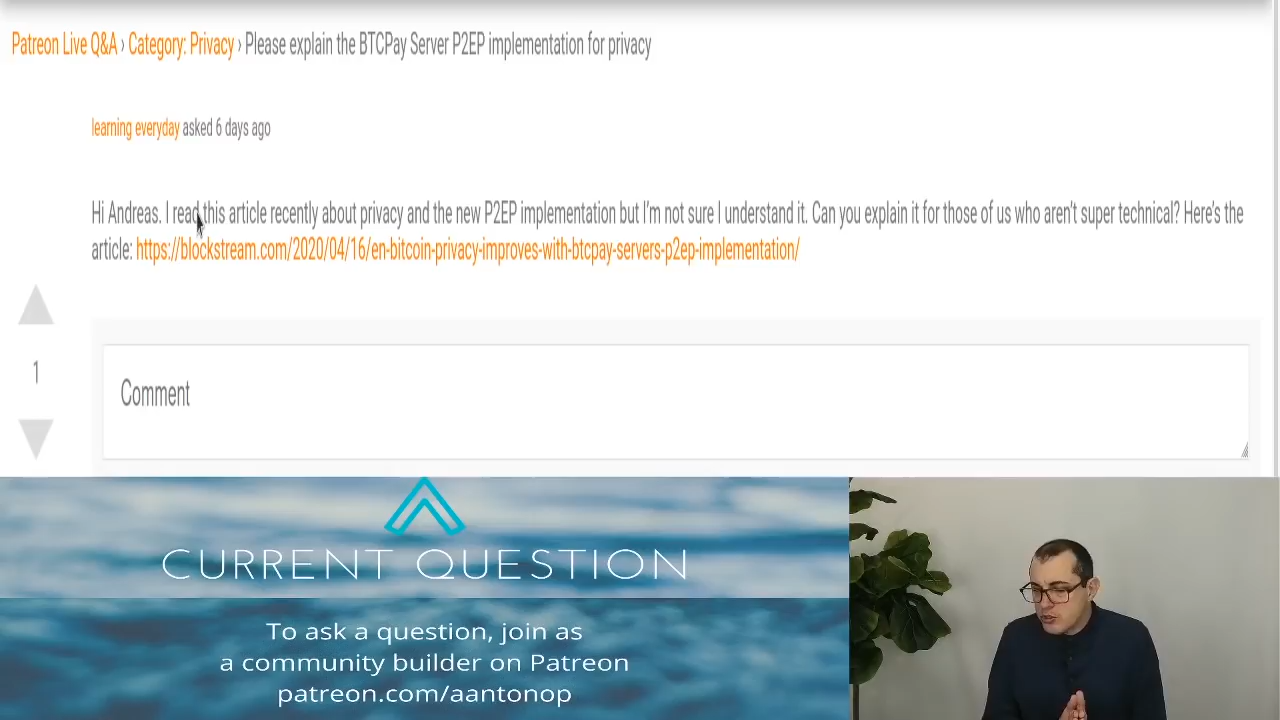 Patreon Live Q&A › Category: Privacy › Please explain the BTCPay Server P2EP implementation for privacy
learning everyday asked 6 days ago
Hi Andreas. I read this article recently about privacy and the new P2EP implementation but I'm not sure I understand it. Can you explain it for those of us who aren't super technical? Here's the
article: https://blockstream.com/2020/04/16/en-bitcoin-privacy-improves-with-btcpay-servers-p2ep-implementation/
1
Comment
CURRENT QUESTION
To ask a question, join as
a community builder on Patreon
patreon.com/aantonop